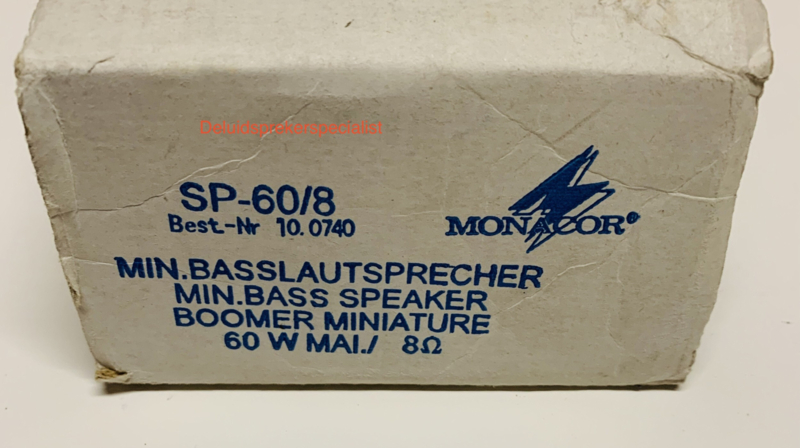 Deluidsprekerspecialist
SP-60/8
Best.-Nr 10.0740
MONACOR®
MIN.BASSLAUTSPRECHER
MIN.BASS SPEAKER
BOOMER MINIATURE
60 W MAI./ 8Ω